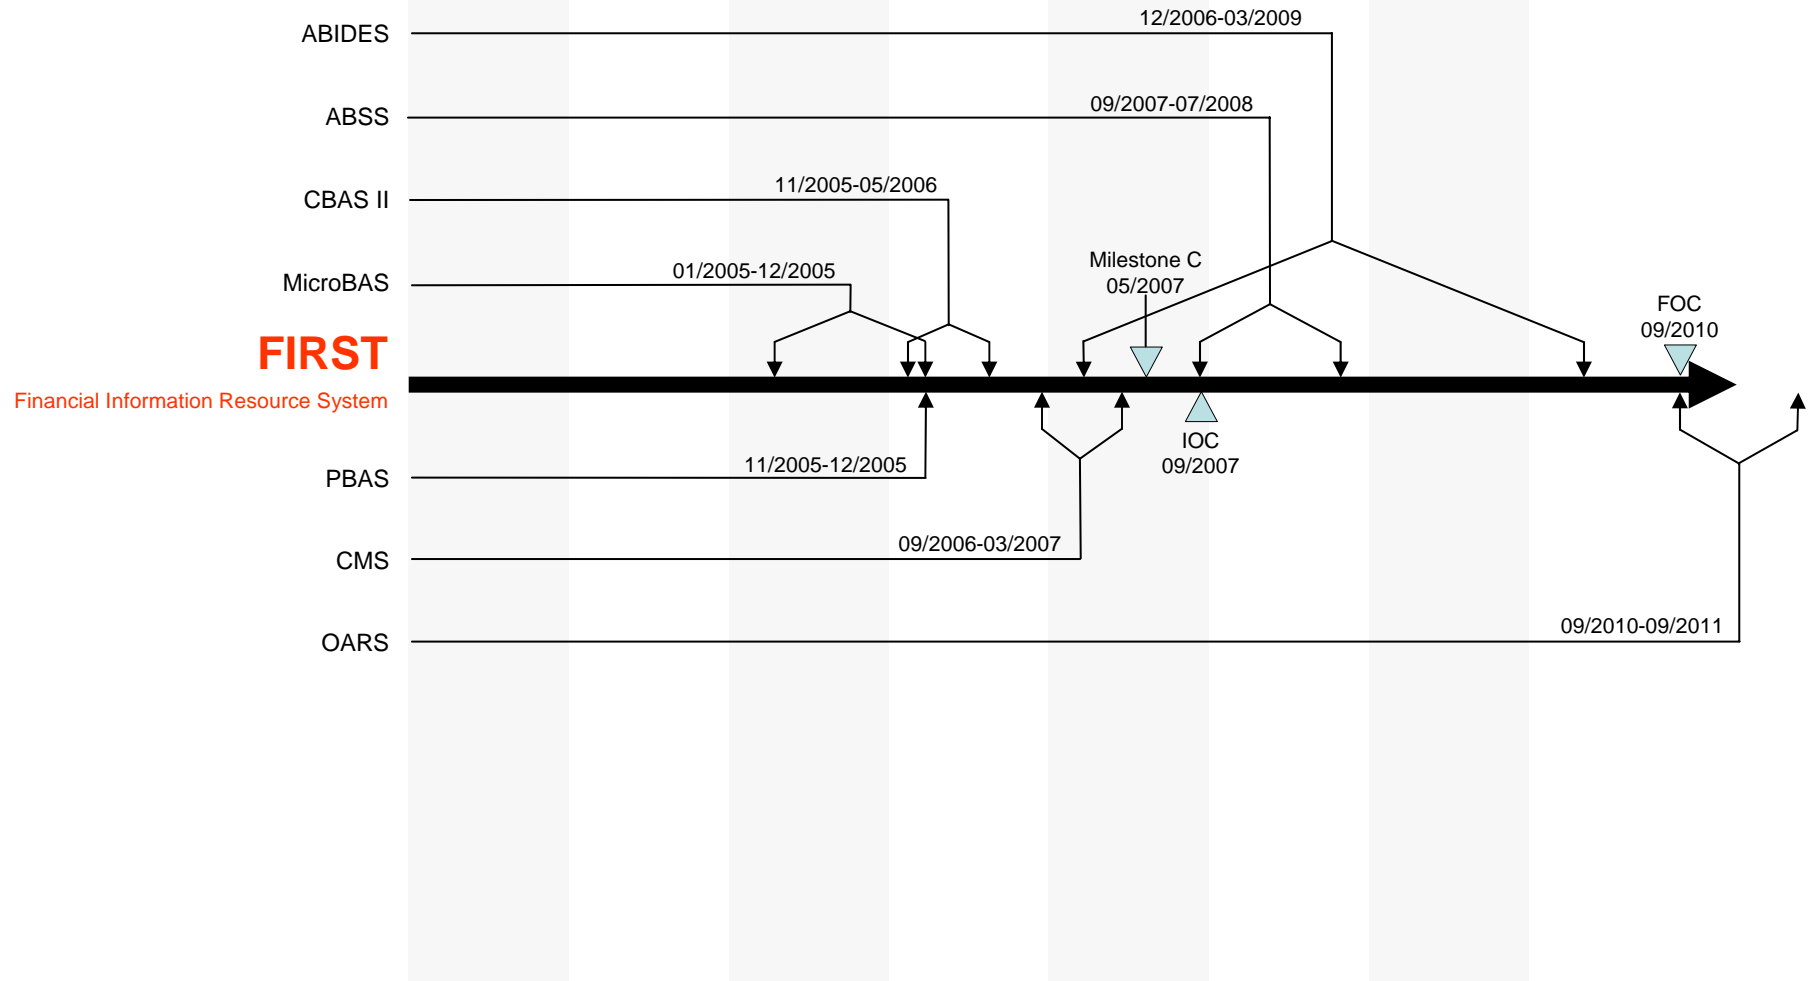 12/2006-03/2009
ABIDES
09/2007-07/2008
ABSS
11/2005-05/2006
CBAS II
01/2005-12/2005
MicroBAS
Milestone C
05/2007
FOC
09/2010
FIRST
Financial Information Resource System
IOC
09/2007
11/2005-12/2005
PBAS
09/2006-03/2007
CMS
09/2010-09/2011
OARS